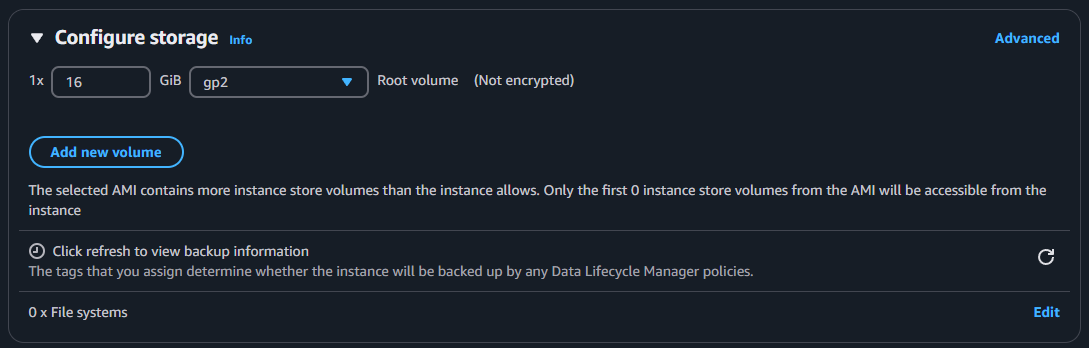 Configure storage Info Advanced
1x 16 GiB gp2 Root volume (Not encrypted)
Add new volume
The selected AMI contains more instance store volumes than the instance allows. Only the first 0 instance store volumes from the AMI will be accessible from the
instance
Click refresh to view backup information
The tags that you assign determine whether the instance will be backed up by any Data Lifecycle Manager policies.
0 x File systems Edit